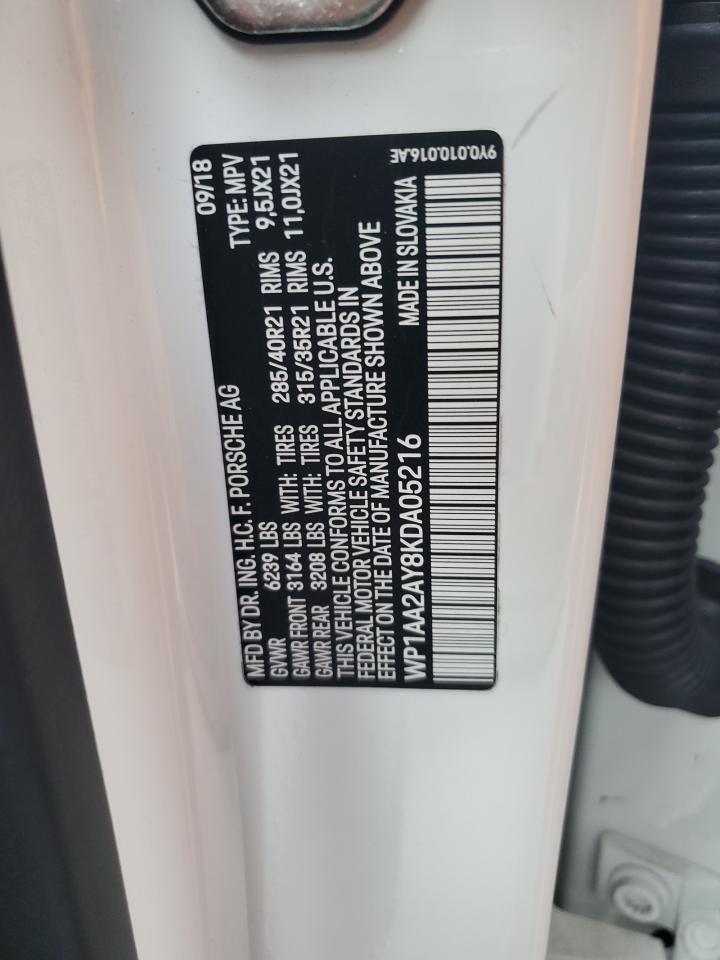 09/18
MFD BY DR. ING. H.C. F. PORSCHE AG TYPE: MPV
GVWR 6239 LBS
GAWR FRONT 3164 LBS WITH: TIRES 285/40R21 RIMS 9,5JX21
GAWR REAR 3208 LBS WITH: TIRES 315/35R21 RIMS 11,0JX21
THIS VEHICLE CONFORMS TO ALL APPLICABLE U.S.
FEDERAL MOTOR VEHICLE SAFETY STANDARDS IN
EFFECT ON THE DATE OF MANUFACTURE SHOWN ABOVE
WP1AA2AY8KDA05216 MADE IN SLOVAKIA
9Y0.010.016.AE